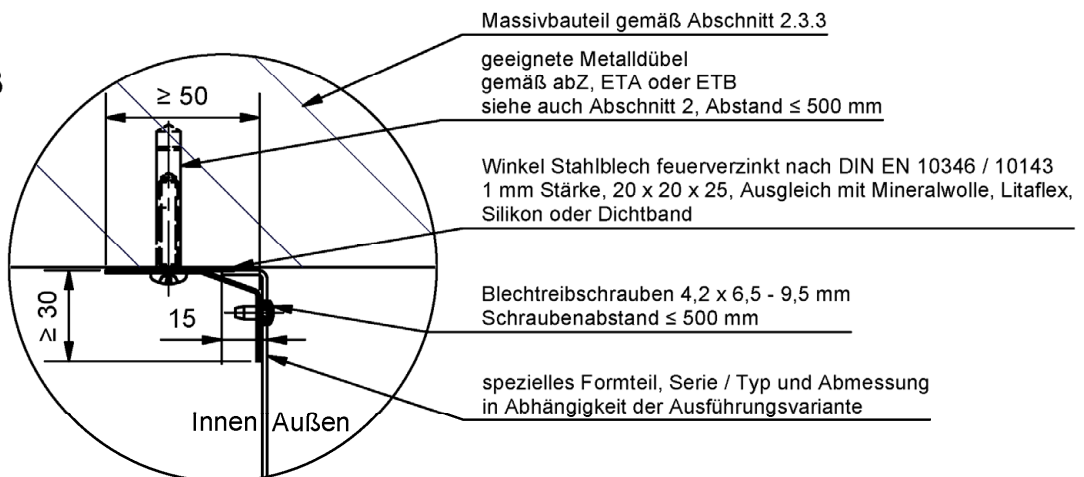 Massivbauteil gemäß Abschnitt 2.3.3
geeignete Metalldübel
gemäß abZ, ETA oder ETB
siehe auch Abschnitt 2, Abstand ≤ 500 mm
≥ 50
Winkel Stahlblech feuerverzinkt nach DIN EN 10346 / 10143
1 mm Stärke, 20 x 20 x 25, Ausgleich mit Mineralwolle, Litaflex,
Silikon oder Dichtband
≥ 30
15
Blechtreibschrauben 4,2 x 6,5 - 9,5 mm
Schraubenabstand ≤ 500 mm
spezielles Formteil, Serie / Typ und Abmessung
in Abhängigkeit der Ausführungsvariante
Innen Außen